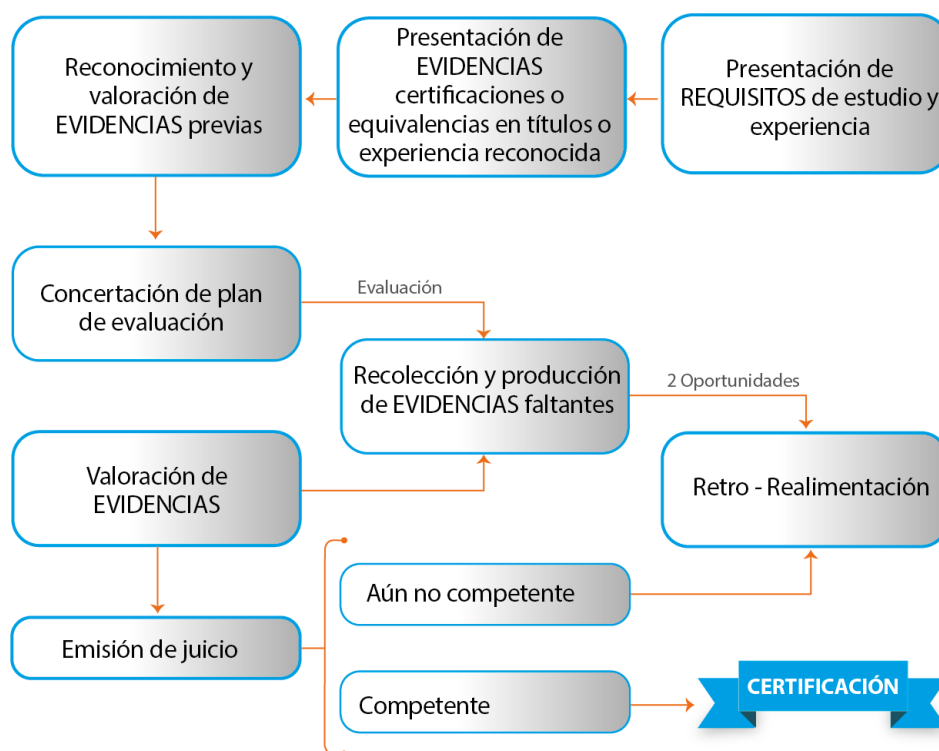 Reconocimiento y
valoración de
EVIDENCIAS previas
Presentación de
EVIDENCIAS
certificaciones o
equivalencias en títulos o
experiencia reconocida
Presentación de
REQUISITOS de estudio y
experiencia
Concertación de plan
de evaluación
Evaluación
Recolección y producción
de EVIDENCIAS faltantes
2 Oportunidades
Valoración de
EVIDENCIAS
Retro - Realimentación
Aún no competente
Emisión de juicio
Competente
CERTIFICACIÓN